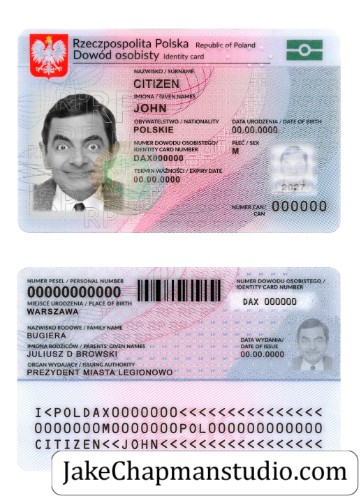 Rzeczpospolita Polska Republic of Poland
Dowód osobisty Identity card
NAZWISKO / SURNAME
CITIZEN
IMIONA / GIVEN NAMES
JOHN
OBYWATELSTWO / NATIONALITY
POLSKIE
DATA URODZENIA / DATE OF BIRTH
00.00.0000
NUMER DOWODU OSOBISTEGO/
IDENTITY CARD NUMBER
DAX000000
PŁEĆ / SEX
M
TERMIN WAŻNOŚCI / EXPIRY DATE
00.00.0000
2027
NUMER CAN/
CAN
000000
NUMER PESEL / PERSONAL NUMBER
00000000000
NUMER DOWODU OSOBISTEGO /
IDENTITY CARD NUMBER
DAX 000000
MIEJSCE URODZENIA / PLACE OF BIRTH
WARSZAWA
NAZWISKO RODOWE / FAMILY NAME
BUGIERA
IMIONA RODZICÓW / PARENTS' GIVEN NAMES
JULIUSZ D BROWSKI
DATA WYDANIA/
DATE OF ISSUE
00.00.0000
ORGAN WYDAJĄCY / ISSUING AUTHORITY
PREZYDENT MIASTA LEGIONOWO
I<POLDAX0000000<<<<<<<<<<<<<<<
0000000M0000000POL000000000000
CITIZEN<<JOHN<<<<<<<<<<<<<<<<<
JakeChapmanstudio.com